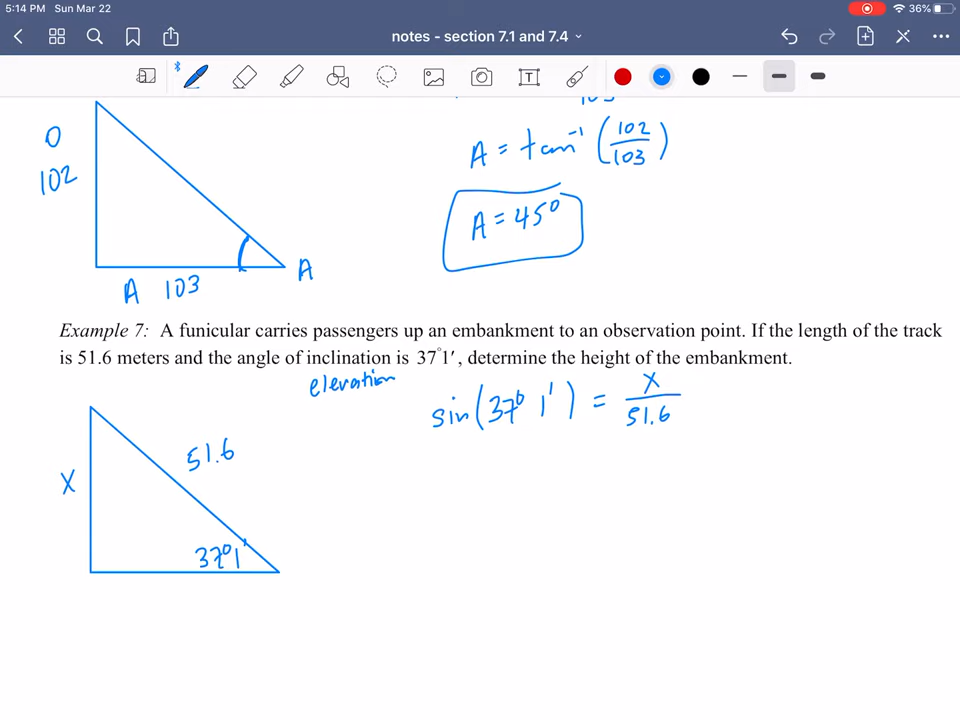 5:14 PM Sun Mar 22
36%
notes - section 7.1 and 7.4
T
103
O
102
A = tan⁻¹ (102/103)
A = 45°
A
A 103
Example 7: A funicular carries passengers up an embankment to an observation point. If the length of the track
is 51.6 meters and the angle of inclination is 37°1′, determine the height of the embankment.
elevation
sin(37° 1') = x/51.6
51.6
X
37°1'